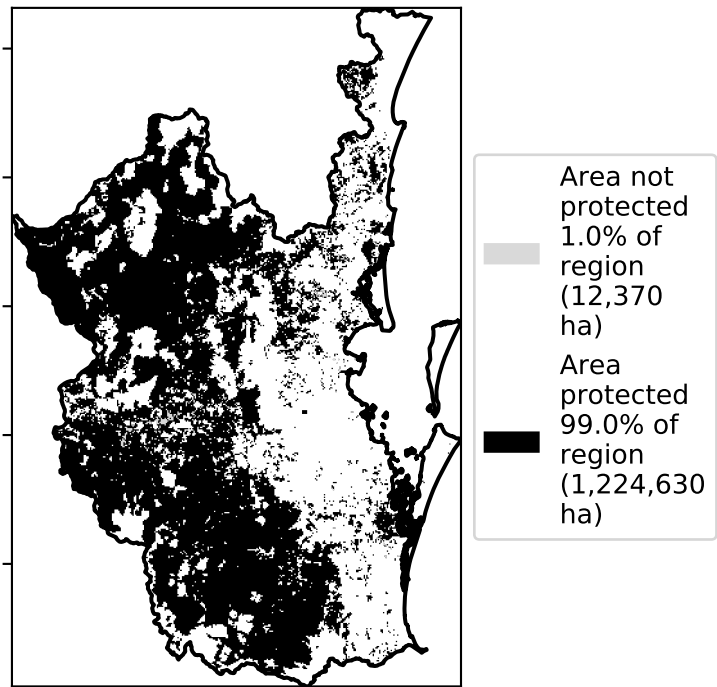 Area not
protected
1.0% of
region
(12,370
ha)
Area
protected
99.0% of
region
(1,224,630
ha)